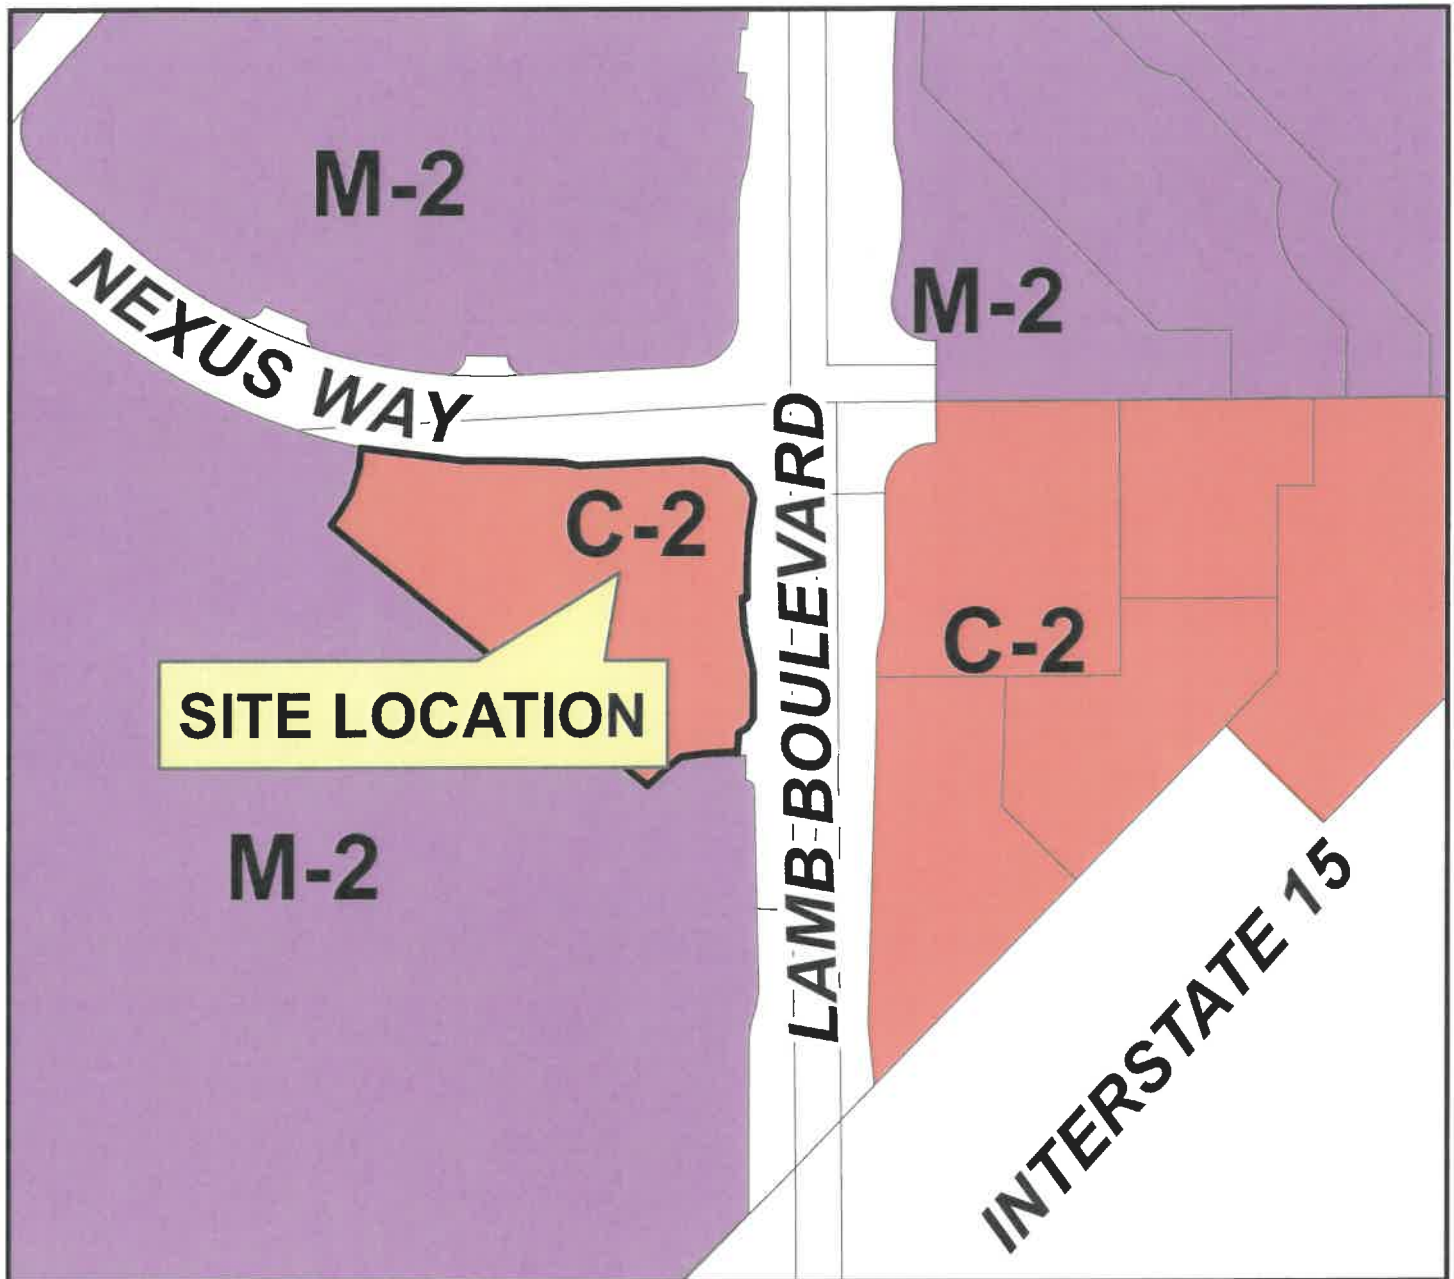 M-2
M-2
NEXUS WAY
C-2
LAMB BOULEVARD
C-2
SITE LOCATION
M-2
INTERSTATE 15